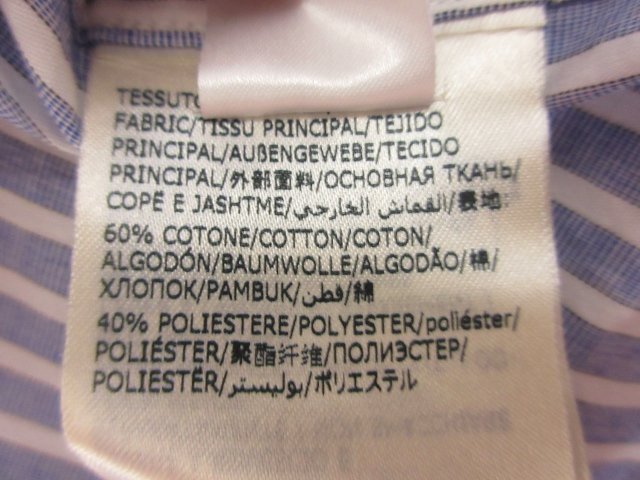 TESSUTO
FABRIC/TISSU PRINCIPAL/TEJIDO
PRINCIPAL/AUßENGEWEBE/TECIDO
PRINCIPAL/外部面料/ОСНОВНАЯ ТКАНЬ/
COPË E JASHTME/القماش الخارجي/表地:
60% COTONE/COTTON/COTON/
ALGODÓN/BAUMWOLLE/ALGODÃO/棉/
ХЛОПОК/PAMBUK/قطن/綿
40% POLIESTERE/POLYESTER/poliéster/
POLIÉSTER/聚酯纤维/ПОЛИЭСТЕР/
POLIESTËR/بوليستر/ポリエステル